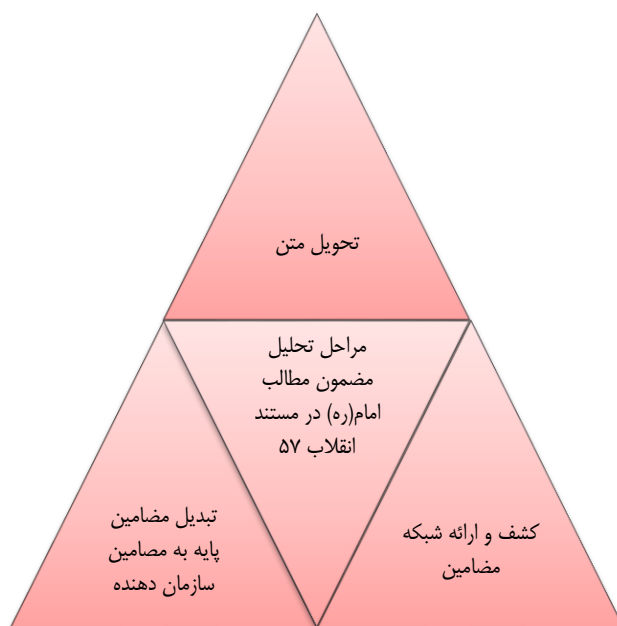 تحویل متن
مراحل تحلیل
مضمون مطالب
امام(ره) در مستند
انقلاب ۵۷
کشف و ارائه شبکه
مضامین
تبدیل مضامین
پایه به مصامین
سازمان دهنده